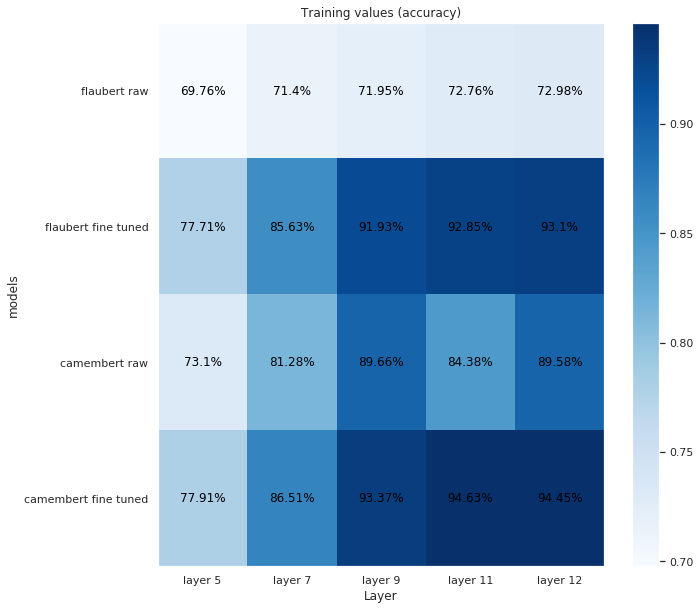 Training values (accuracy)
models
flaubert raw 69.76% 71.4% 71.95% 72.76% 72.98%
flaubert fine tuned 77.71% 85.63% 91.93% 92.85% 93.1%
camembert raw 73.1% 81.28% 89.66% 84.38% 89.58%
camembert fine tuned 77.91% 86.51% 93.37% 94.63% 94.45%
layer 5 layer 7 layer 9 layer 11 layer 12
Layer
0.90
0.85
0.80
0.75
0.70